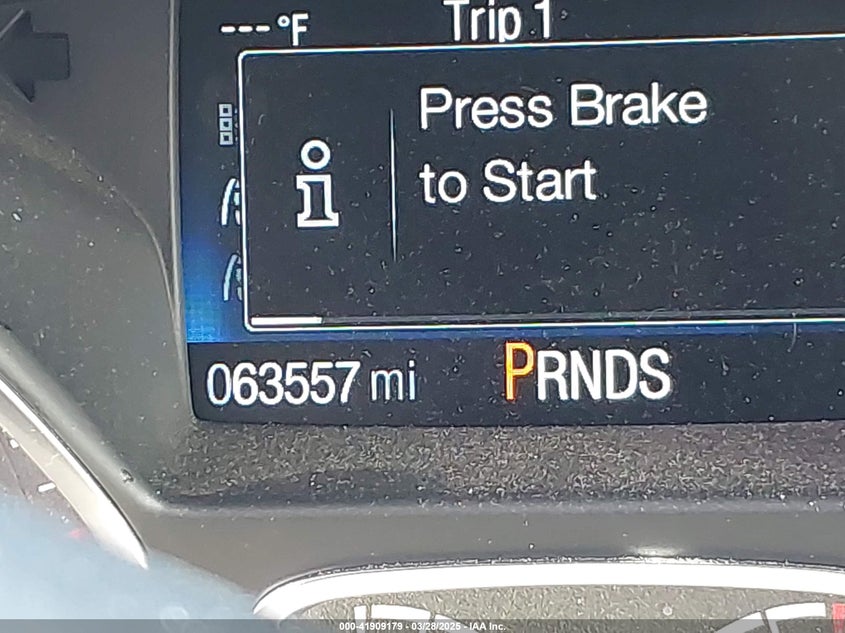 ---°F
Trip 1
Press Brake
to Start
063557 mi
PRNDS
000-41909179 - 03/28/2025 - IAA Inc.